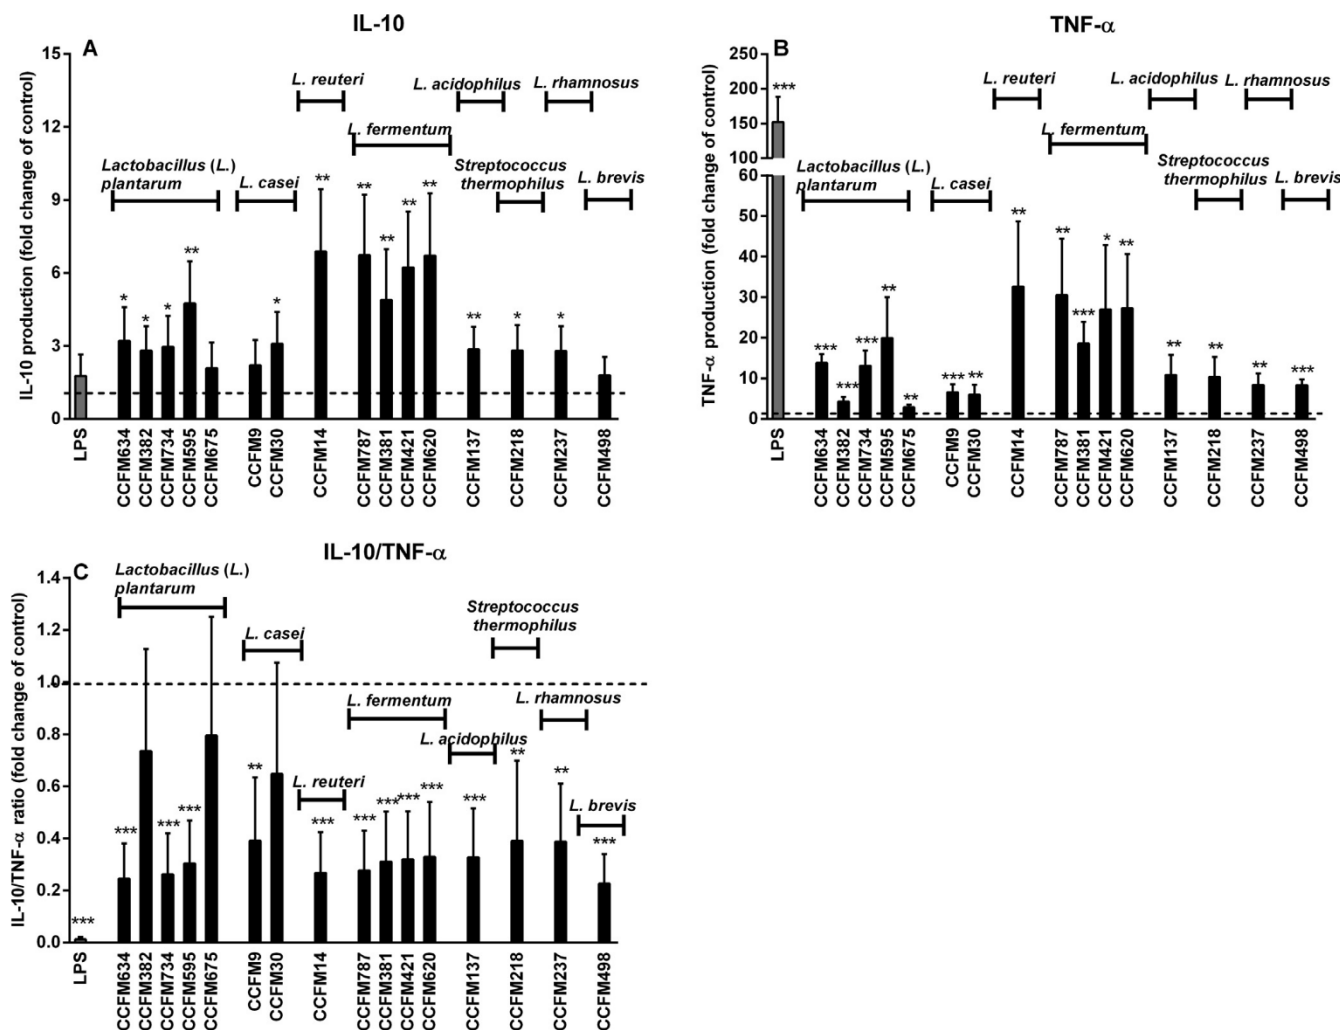 IL-10
A
IL-10 production (fold change of control)
15
12
9
6
3
0
L. reuteri
L. acidophilus
L. rhamnosus
L. fermentum
Lactobacillus (L.)
plantarum
L. casei
Streptococcus
thermophilus
L. brevis
*
*
*
**
*
**
**
**
**
**
**
*
*
LPS
CCFM634
CCFM382
CCFM734
CCFM595
CCFM675
CCFM9
CCFM30
CCFM14
CCFM787
CCFM381
CCFM421
CCFM620
CCFM137
CCFM218
CCFM237
CCFM498
TNF-α
B
TNF-α production (fold change of control)
250
200
150
100
60
50
40
30
20
10
0
L. reuteri
L. acidophilus
L. rhamnosus
L. fermentum
Lactobacillus (L.)
plantarum
L. casei
Streptococcus
thermophilus
L. brevis
***
***
***
***
**
**
***
**
**
**
***
*
**
**
**
**
***
LPS
CCFM634
CCFM382
CCFM734
CCFM595
CCFM675
CCFM9
CCFM30
CCFM14
CCFM787
CCFM381
CCFM421
CCFM620
CCFM137
CCFM218
CCFM237
CCFM498
IL-10/TNF-α
C
IL-10/TNF-α ratio (fold change of control)
1.4
1.2
1.0
0.8
0.6
0.4
0.2
0.0
Lactobacillus (L.)
plantarum
L. casei
Streptococcus
thermophilus
L. fermentum
L. rhamnosus
L. acidophilus
L. reuteri
L. brevis
***
***
***
***
**
***
***
***
***
***
***
**
**
***
LPS
CCFM634
CCFM382
CCFM734
CCFM595
CCFM675
CCFM9
CCFM30
CCFM14
CCFM787
CCFM381
CCFM421
CCFM620
CCFM137
CCFM218
CCFM237
CCFM498